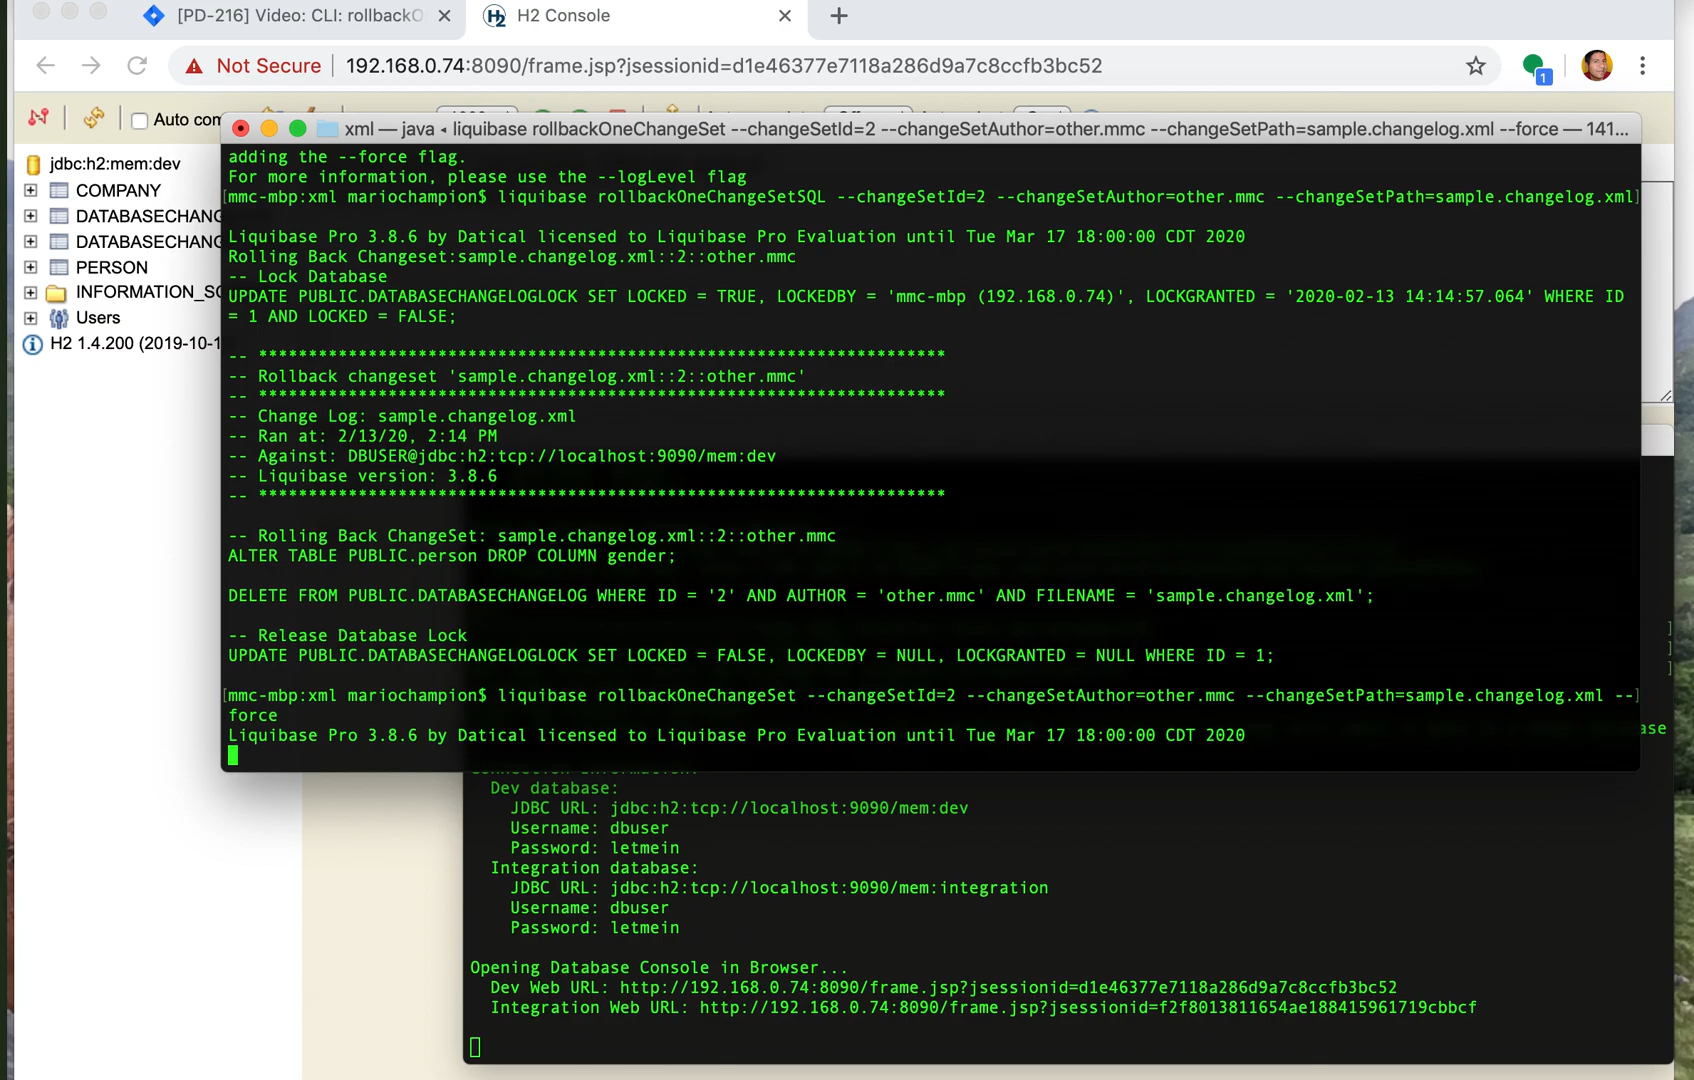 [PD-216] Video: CLI: rollbackO
H2 Console
Not Secure
192.168.0.74:8090/frame.jsp?jsessionid=d1e46377e7118a286d9a7c8ccfb3bc52
1
Auto com
jdbc:h2:mem:dev
COMPANY
DATABASECHANG
DATABASECHANG
PERSON
INFORMATION_SC
Users
H2 1.4.200 (2019-10-1
xml — java ◂ liquibase rollbackOneChangeSet --changeSetId=2 --changeSetAuthor=other.mmc --changeSetPath=sample.changelog.xml --force — 141...
adding the --force flag.
For more information, please use the --logLevel flag
[mmc-mbp:xml mariochampion$ liquibase rollbackOneChangeSetSQL --changeSetId=2 --changeSetAuthor=other.mmc --changeSetPath=sample.changelog.xml]
Liquibase Pro 3.8.6 by Datical licensed to Liquibase Pro Evaluation until Tue Mar 17 18:00:00 CDT 2020
Rolling Back Changeset:sample.changelog.xml::2::other.mmc
-- Lock Database
UPDATE PUBLIC.DATABASECHANGELOGLOCK SET LOCKED = TRUE, LOCKEDBY = 'mmc-mbp (192.168.0.74)', LOCKGRANTED = '2020-02-13 14:14:57.064' WHERE ID
= 1 AND LOCKED = FALSE;
-- *********************************************************************
-- Rollback changeset 'sample.changelog.xml::2::other.mmc'
-- *********************************************************************
-- Change Log: sample.changelog.xml
-- Ran at: 2/13/20, 2:14 PM
-- Against: DBUSER@jdbc:h2:tcp://localhost:9090/mem:dev
-- Liquibase version: 3.8.6
-- *********************************************************************
-- Rolling Back ChangeSet: sample.changelog.xml::2::other.mmc
ALTER TABLE PUBLIC.person DROP COLUMN gender;
DELETE FROM PUBLIC.DATABASECHANGELOG WHERE ID = '2' AND AUTHOR = 'other.mmc' AND FILENAME = 'sample.changelog.xml';
-- Release Database Lock
UPDATE PUBLIC.DATABASECHANGELOGLOCK SET LOCKED = FALSE, LOCKEDBY = NULL, LOCKGRANTED = NULL WHERE ID = 1;
[mmc-mbp:xml mariochampion$ liquibase rollbackOneChangeSet --changeSetId=2 --changeSetAuthor=other.mmc --changeSetPath=sample.changelog.xml --]
force
Liquibase Pro 3.8.6 by Datical licensed to Liquibase Pro Evaluation until Tue Mar 17 18:00:00 CDT 2020
ase
Connection Information:
Dev database:
JDBC URL: jdbc:h2:tcp://localhost:9090/mem:dev
Username: dbuser
Password: letmein
Integration database:
JDBC URL: jdbc:h2:tcp://localhost:9090/mem:integration
Username: dbuser
Password: letmein
Opening Database Console in Browser...
Dev Web URL: http://192.168.0.74:8090/frame.jsp?jsessionid=d1e46377e7118a286d9a7c8ccfb3bc52
Integration Web URL: http://192.168.0.74:8090/frame.jsp?jsessionid=f2f8013811654ae188415961719cbbcf